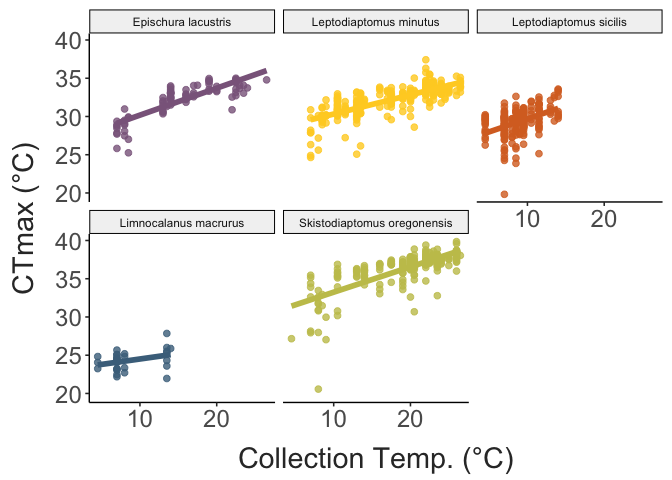 Epischura lacustris
Leptodiaptomus minutus
Leptodiaptomus sicilis
40
35
30
25
20
10
20
Limnocalanus macrurus
Skistodiaptomus oregonensis
40
35
30
25
20
10
20
10
20
CTmax (°C)
Collection Temp. (°C)